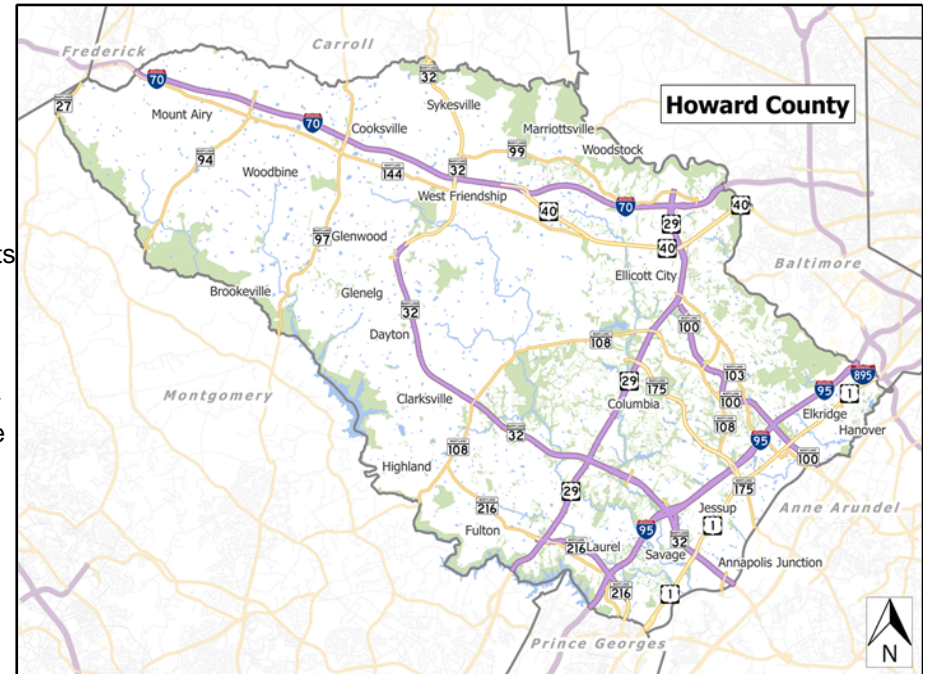 Frederick
Carroll
70
32
27
Howard County
Mount Airy
Sykesville
70
Cooksville
Marriottsville
94
99
Woodstock
Woodbine
144
32
West Friendship
70
40
40
29
97
Glenwood
40
ts
Baltimore
Ellicott City
Brookeville
Glenelg
32
100
Dayton
108
103
895
29
175
95
1
Montgomery
Clarksville
Columbia
100
Elkridge
e
108
Hanover
32
95
108
100
Highland
29
175
216
Jessup
Anne Arundel
Fulton
95
1
216
Laurel
32
Savage
Annapolis Junction
216
1
Prince Georges
N